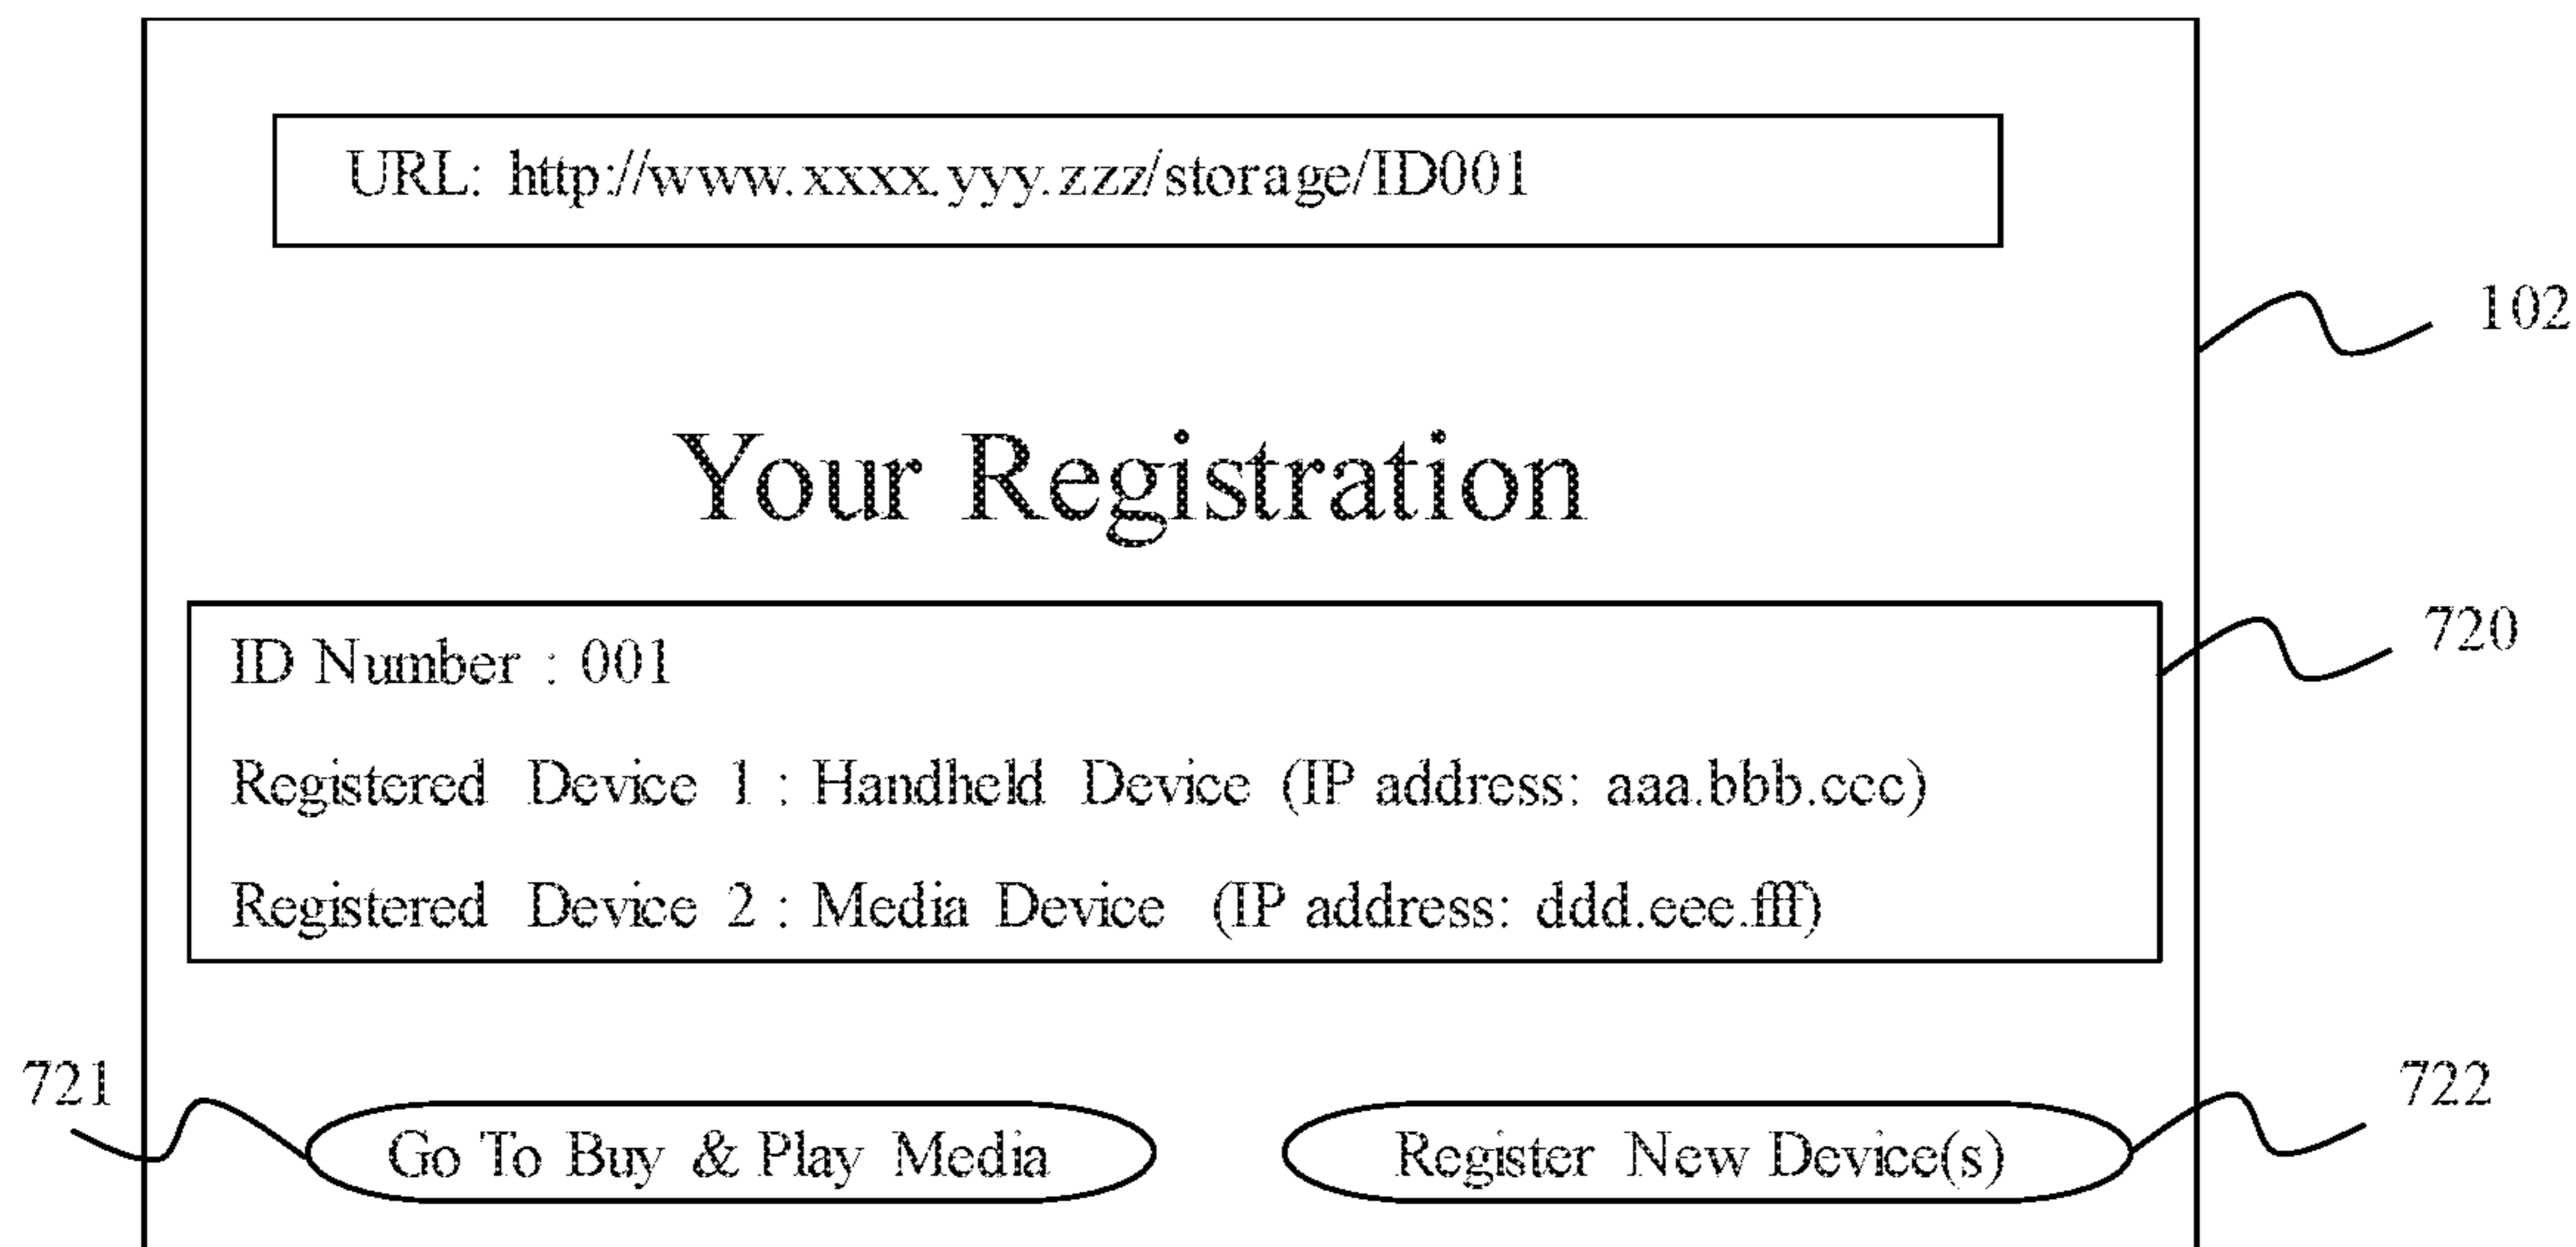 URL: http://www.xxxx.yyy.zzz/storage/ID001
102
Your Registration
720
ID Number : 001
Registered Device 1 : Handheld Device (IP address: aaa.bbb.ccc)
Registered Device 2 : Media Device (IP address: ddd.eee.fff)
721
722
Go To Buy & Play Media
Register New Device(s)